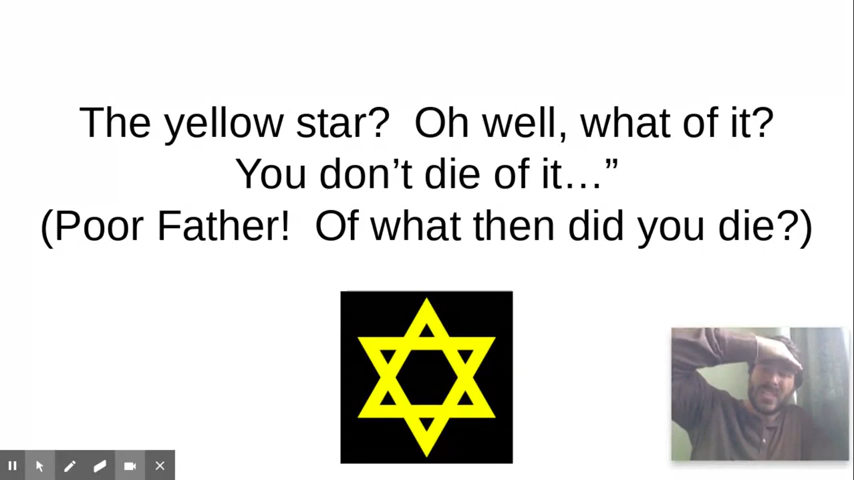 The yellow star?  Oh well, what of it?
You don’t die of it…”
(Poor Father!  Of what then did you die?)